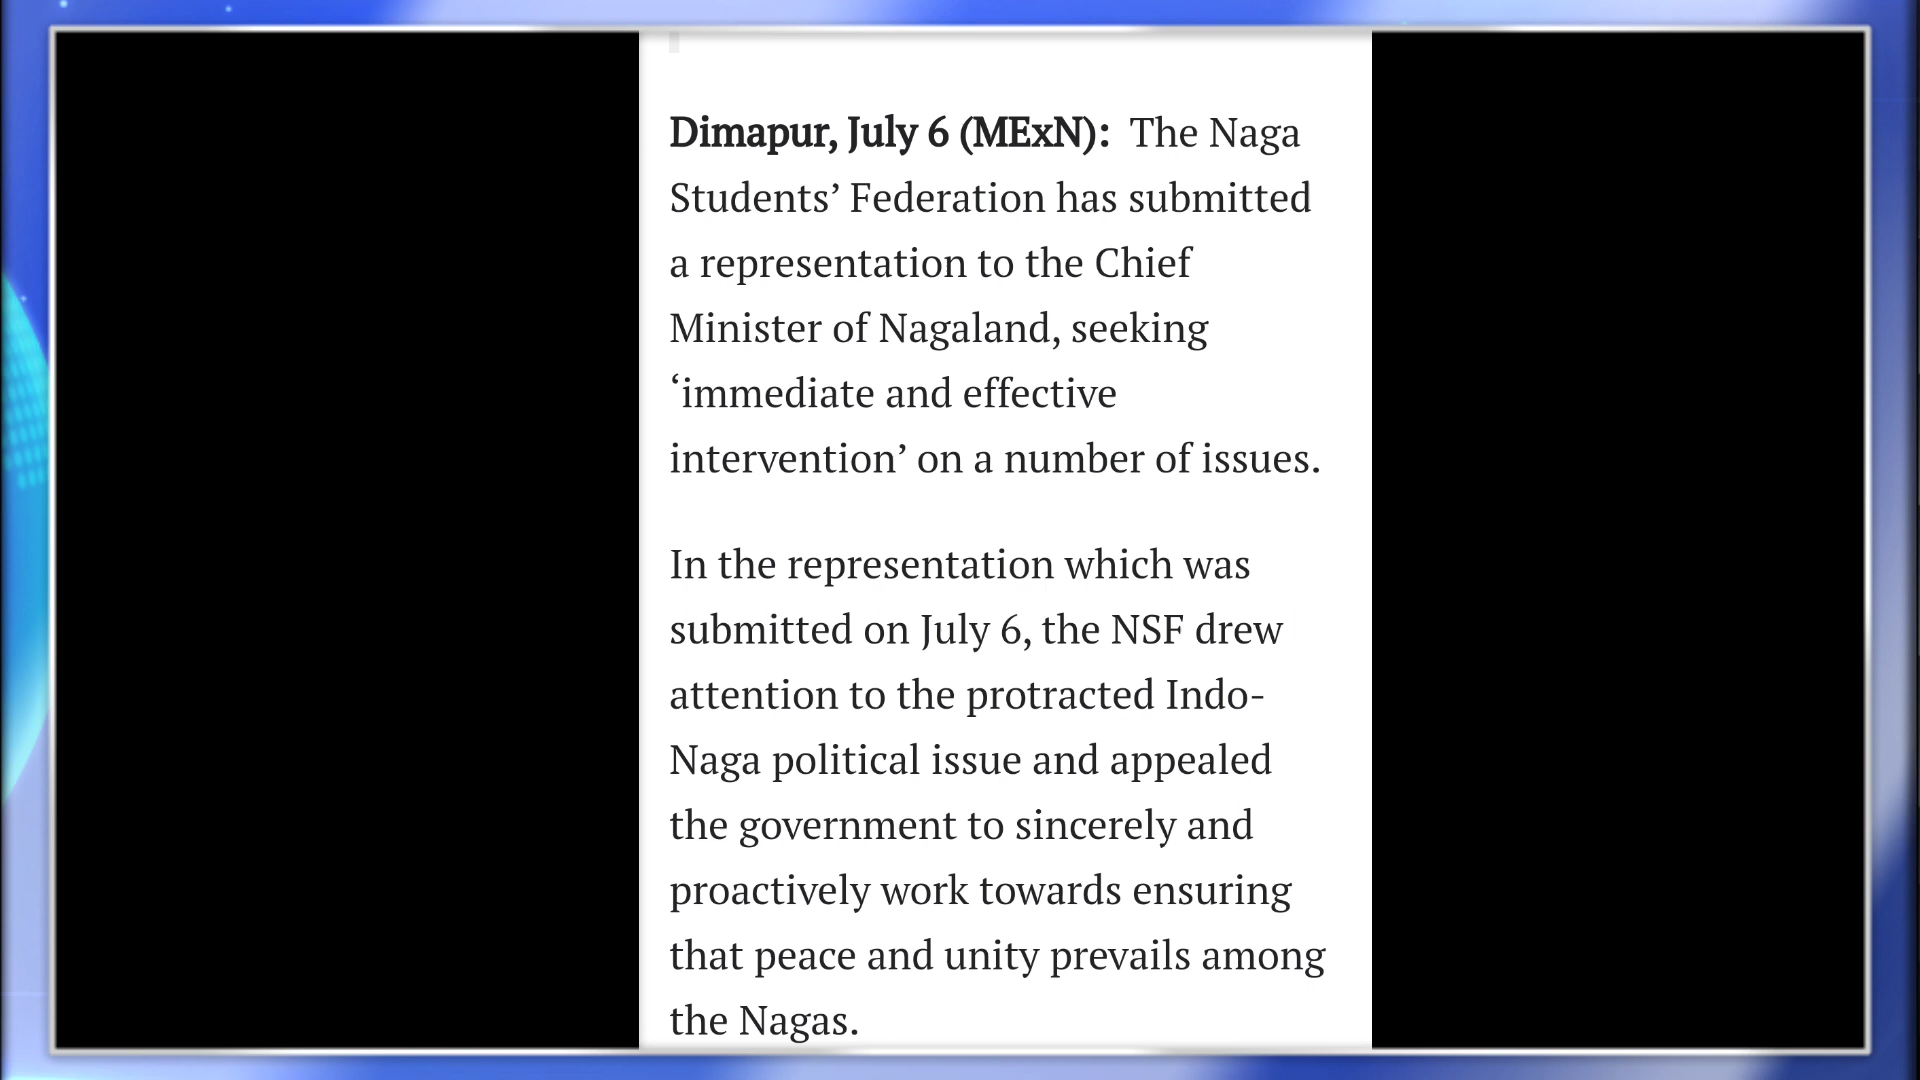 Dimapur, July 6 (MExN): The Naga
Students’ Federation has submitted
a representation to the Chief
Minister of Nagaland, seeking
‘immediate and effective
intervention’ on a number of issues.
In the representation which was
submitted on July 6, the NSF drew
attention to the protracted Indo-
Naga political issue and appealed
the government to sincerely and
proactively work towards ensuring
that peace and unity prevails among
the Nagas.